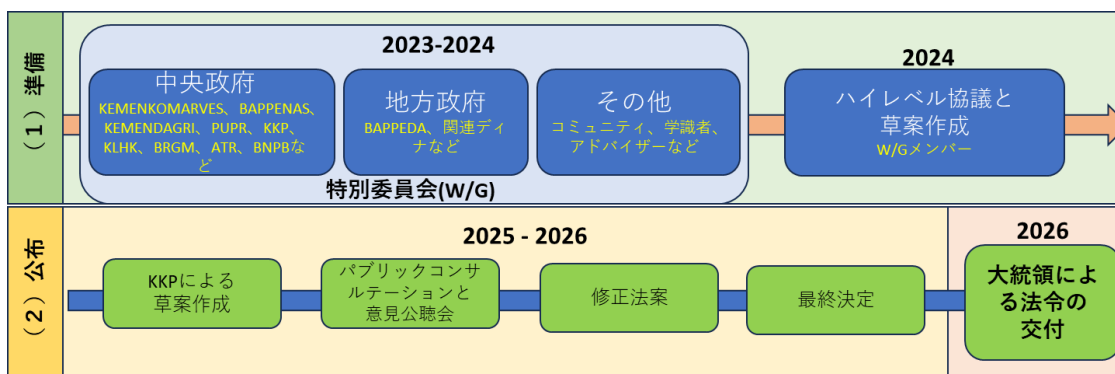 (1)準備
2023-2024
中央政府
KEMENKOMARVES、BAPPENAS、
KEMENDAGRI、PUPR、KKP、
KLHK、BRGM、ATR、BNPBな
ど
地方政府
BAPPEDA、関連ディ
ナなど
その他
コミュニティ、学識者、
アドバイザーなど
特別委員会(W/G)
2024
ハイレベル協議と
草案作成
W/Gメンバー
(2)公布
2025 - 2026
KKPによる
草案作成
パブリックコンサ
ルテーションと
意見公聴会
修正法案
最終決定
2026
大統領によ
る法令の
交付